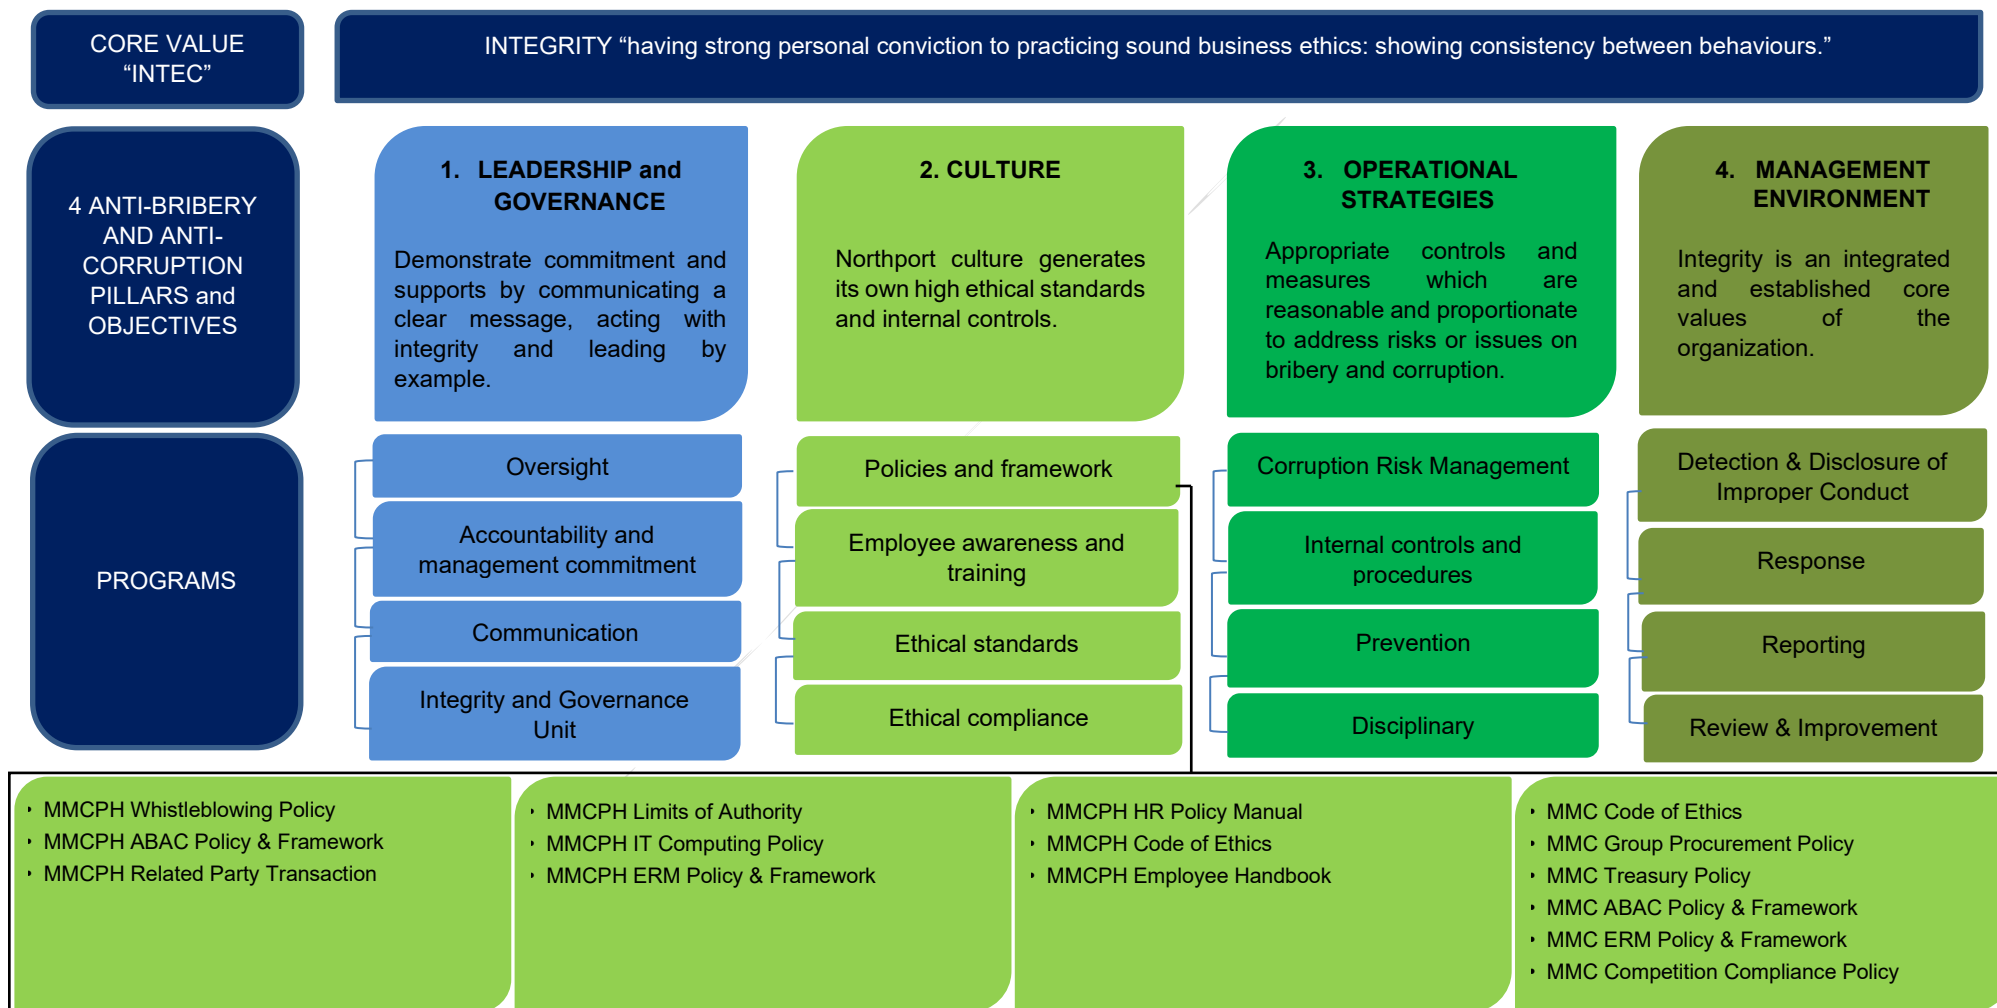 CORE VALUE
“INTEC”
INTEGRITY “having strong personal conviction to practicing sound business ethics: showing consistency between behaviours.”
4 ANTI-BRIBERY
AND ANTI-
CORRUPTION
PILLARS and
OBJECTIVES
1. LEADERSHIP and
GOVERNANCE
Demonstrate commitment and
supports by communicating a
clear message, acting with
integrity and leading by
example.
2. CULTURE
Northport culture generates
its own high ethical standards
and internal controls.
3. OPERATIONAL
STRATEGIES
Appropriate controls and
measures which are
reasonable and proportionate
to address risks or issues on
bribery and corruption.
4. MANAGEMENT
ENVIRONMENT
Integrity is an integrated
and established core
values of the
organization.
PROGRAMS
Oversight
Accountability and
management commitment
Communication
Integrity and Governance
Unit
Policies and framework
Employee awareness and
training
Ethical standards
Ethical compliance
Corruption Risk Management
Internal controls and
procedures
Prevention
Disciplinary
Detection & Disclosure of
Improper Conduct
Response
Reporting
Review & Improvement
• MMCPH Whistleblowing Policy
• MMCPH ABAC Policy & Framework
• MMCPH Related Party Transaction
• MMCPH Limits of Authority
• MMCPH IT Computing Policy
• MMCPH ERM Policy & Framework
• MMCPH HR Policy Manual
• MMCPH Code of Ethics
• MMCPH Employee Handbook
• MMC Code of Ethics
• MMC Group Procurement Policy
• MMC Treasury Policy
• MMC ABAC Policy & Framework
• MMC ERM Policy & Framework
• MMC Competition Compliance Policy